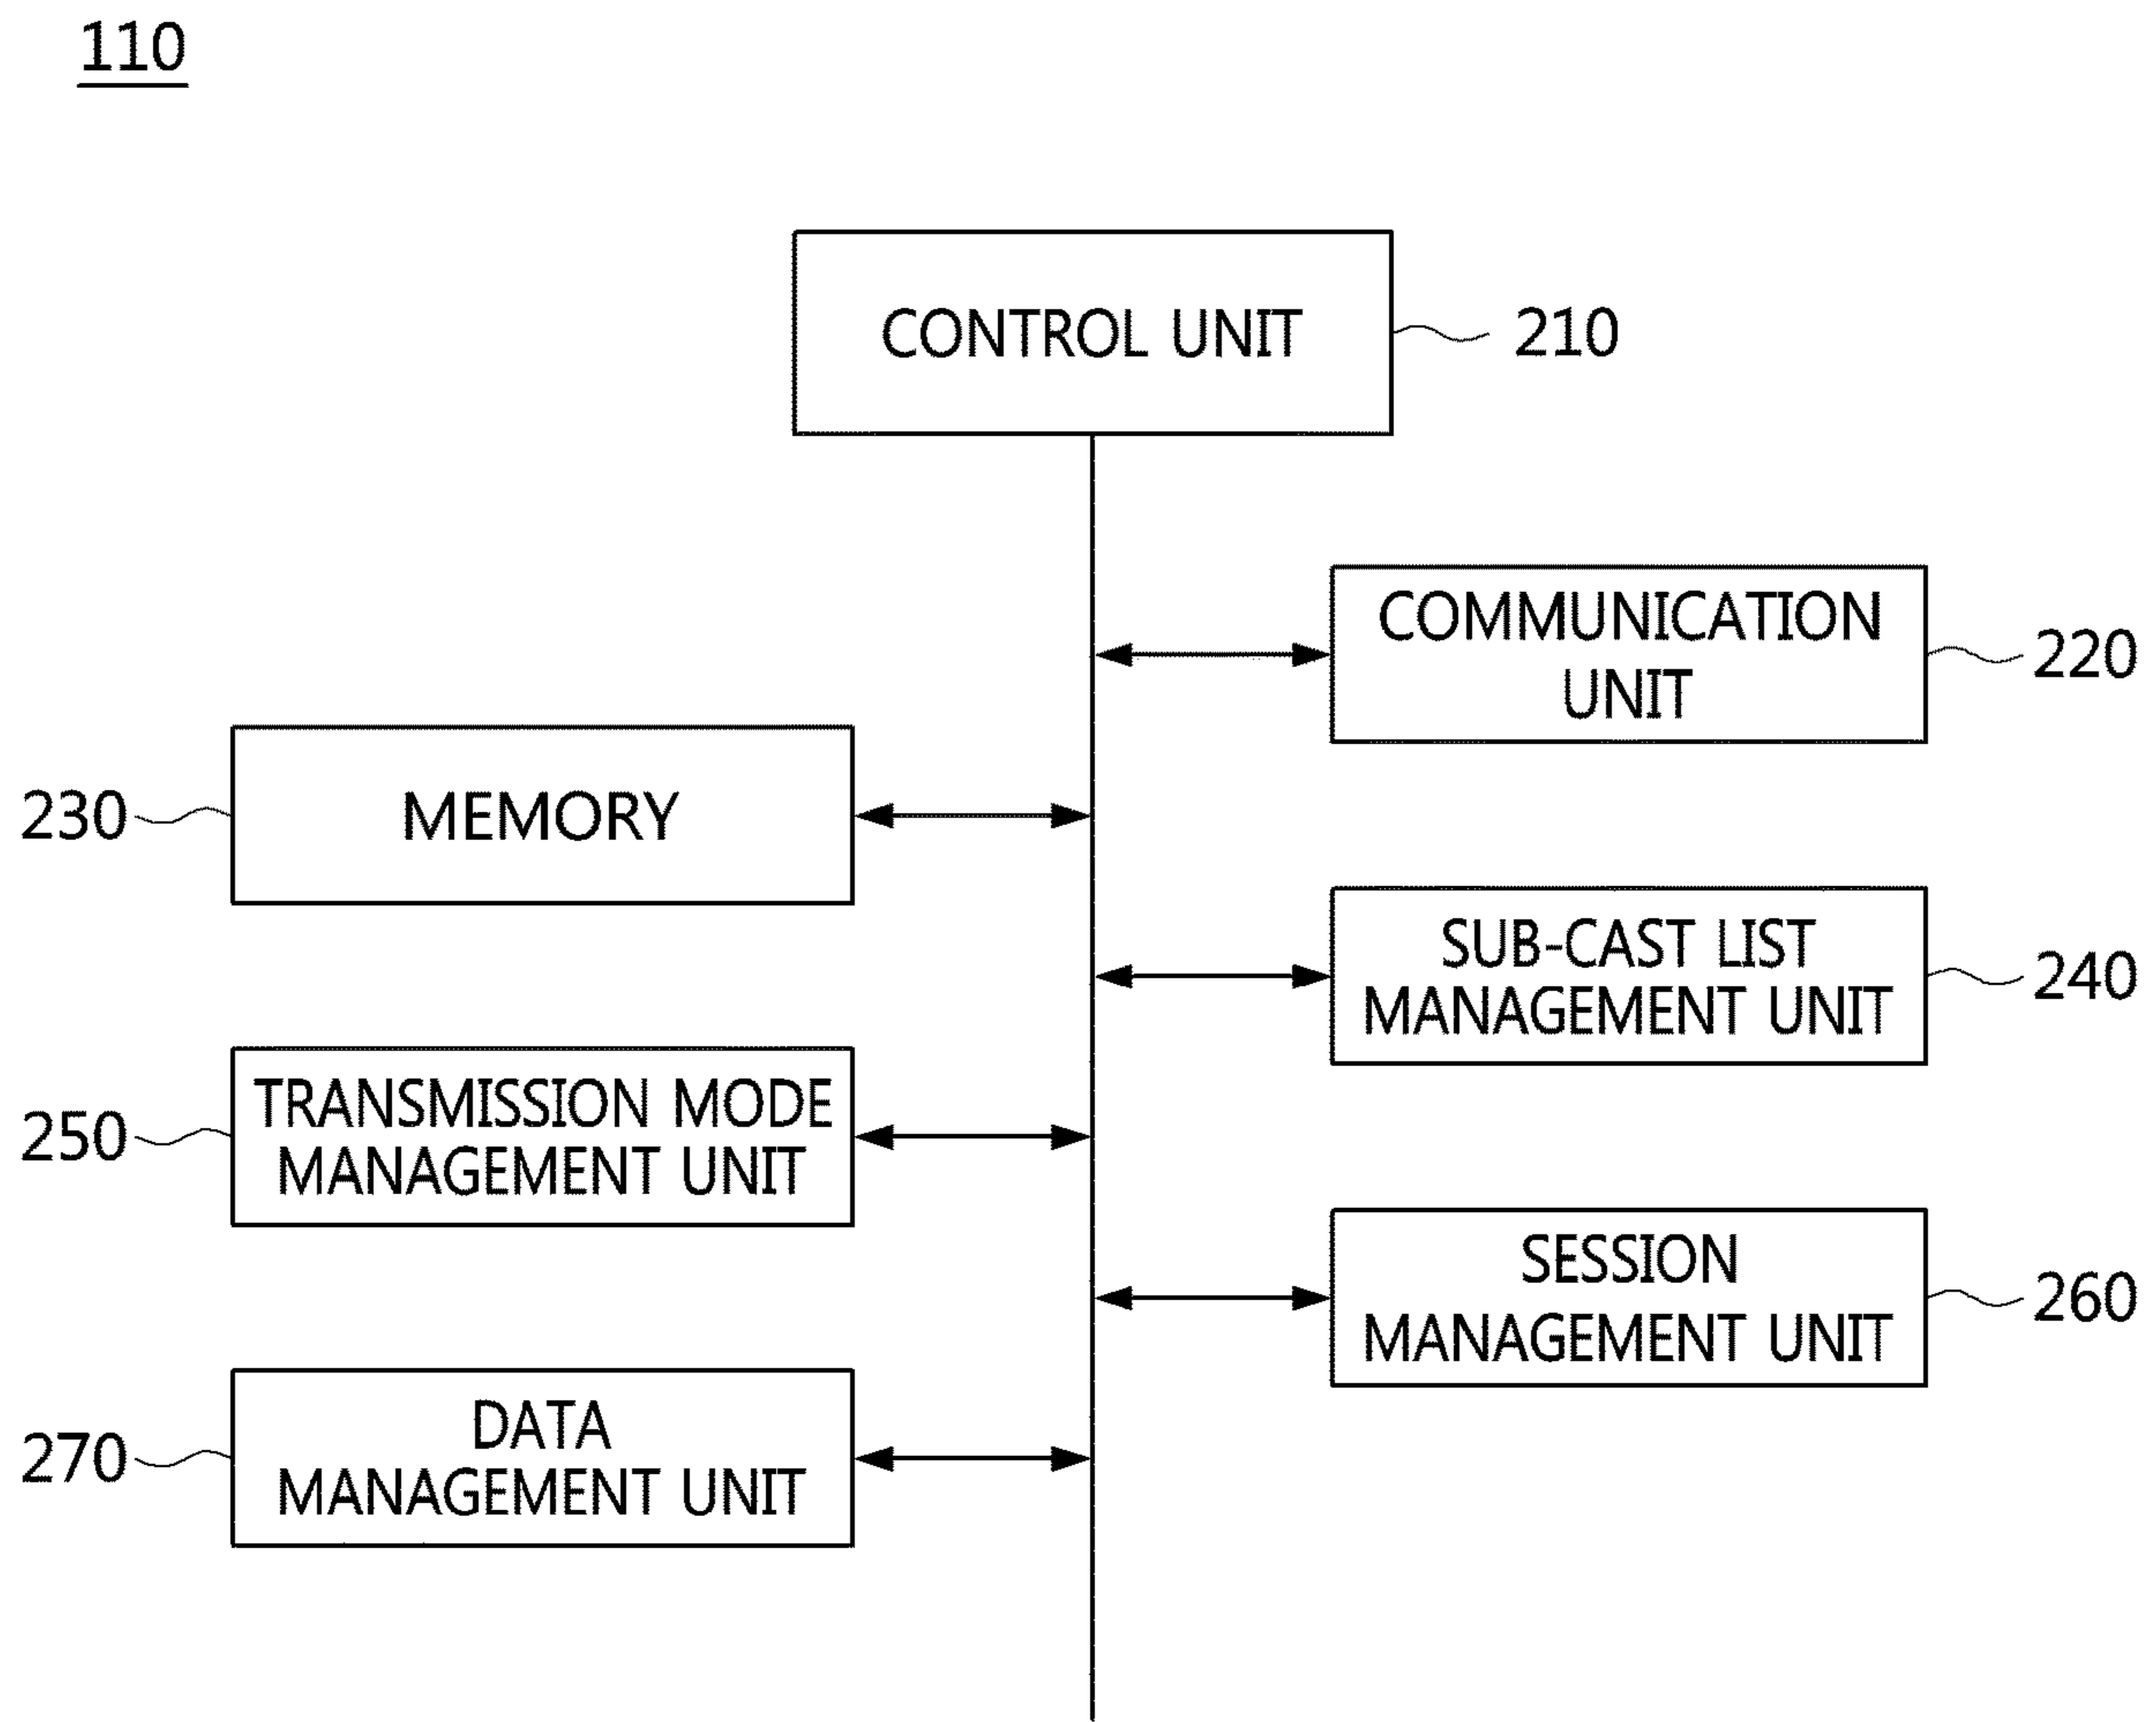 110
CONTROL UNIT
210
COMMUNICATION
UNIT
220
230
MEMORY
SUB-CAST LIST
MANAGEMENT UNIT
240
250
TRANSMISSION MODE
MANAGEMENT UNIT
SESSION
MANAGEMENT UNIT
260
270
DATA
MANAGEMENT UNIT